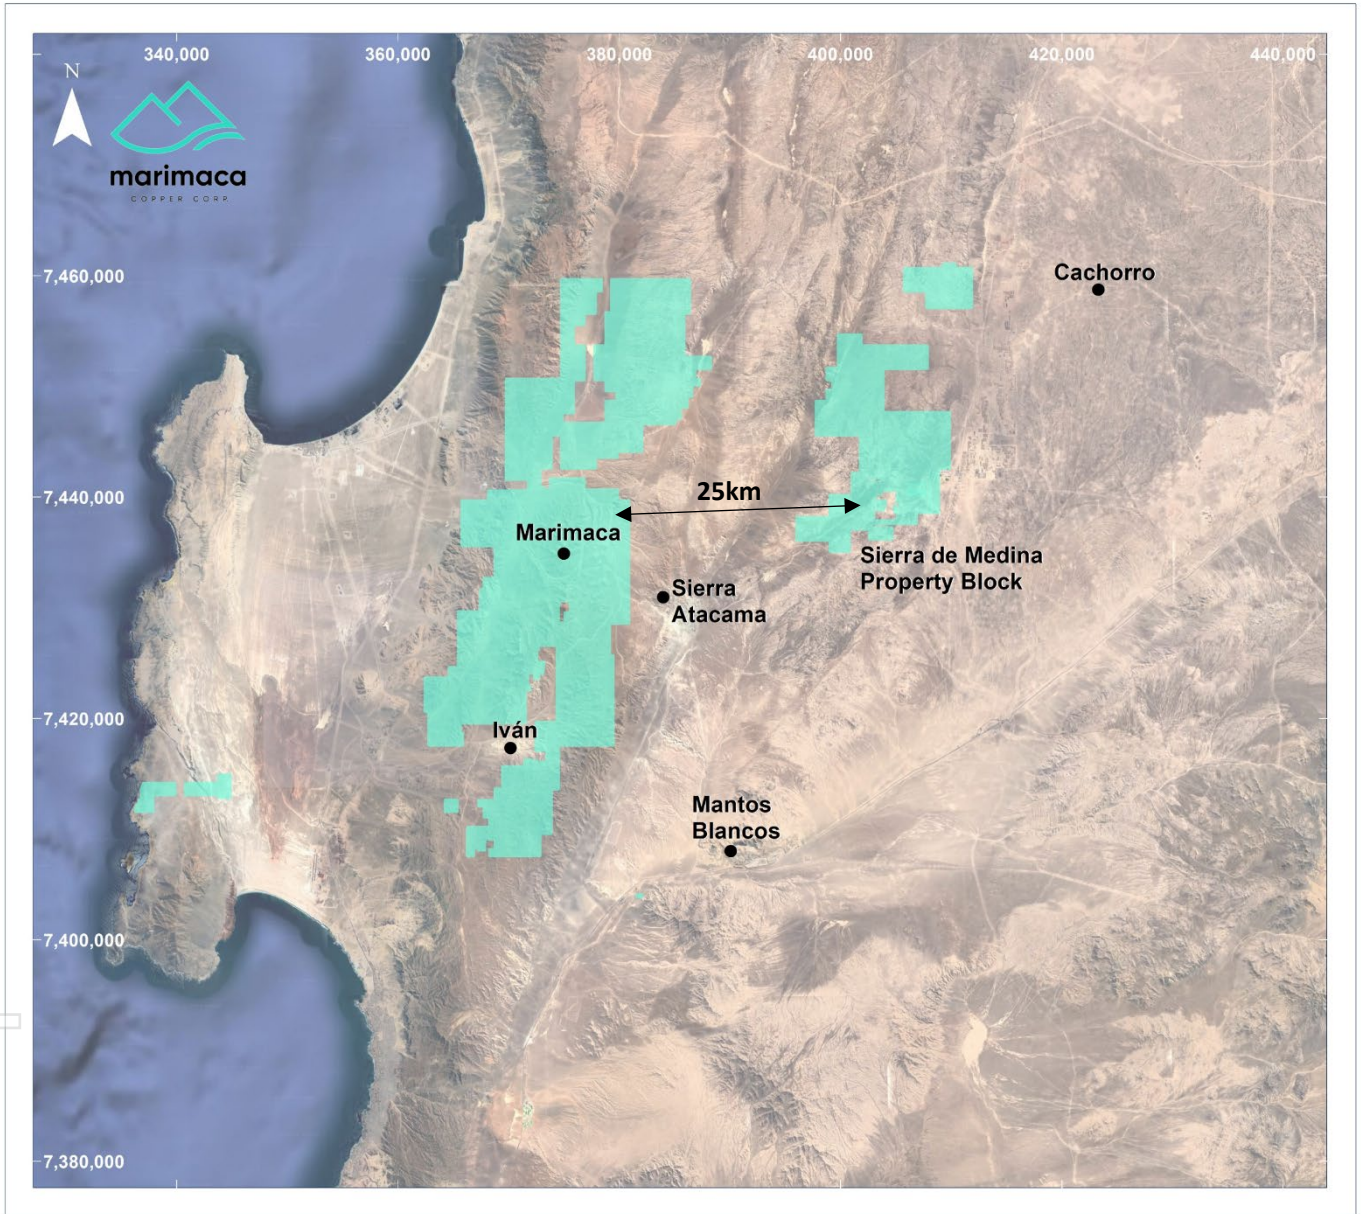 340,000
360,000
380,000
400,000
420,000
440,000
N
marimaca
COPPER CORP
7,460,000
Cachorro
7,440,000
25km
Marimaca
Sierra de Medina
Property Block
Sierra
Atacama
7,420,000
Iván
Mantos
Blancos
7,400,000
7,380,000